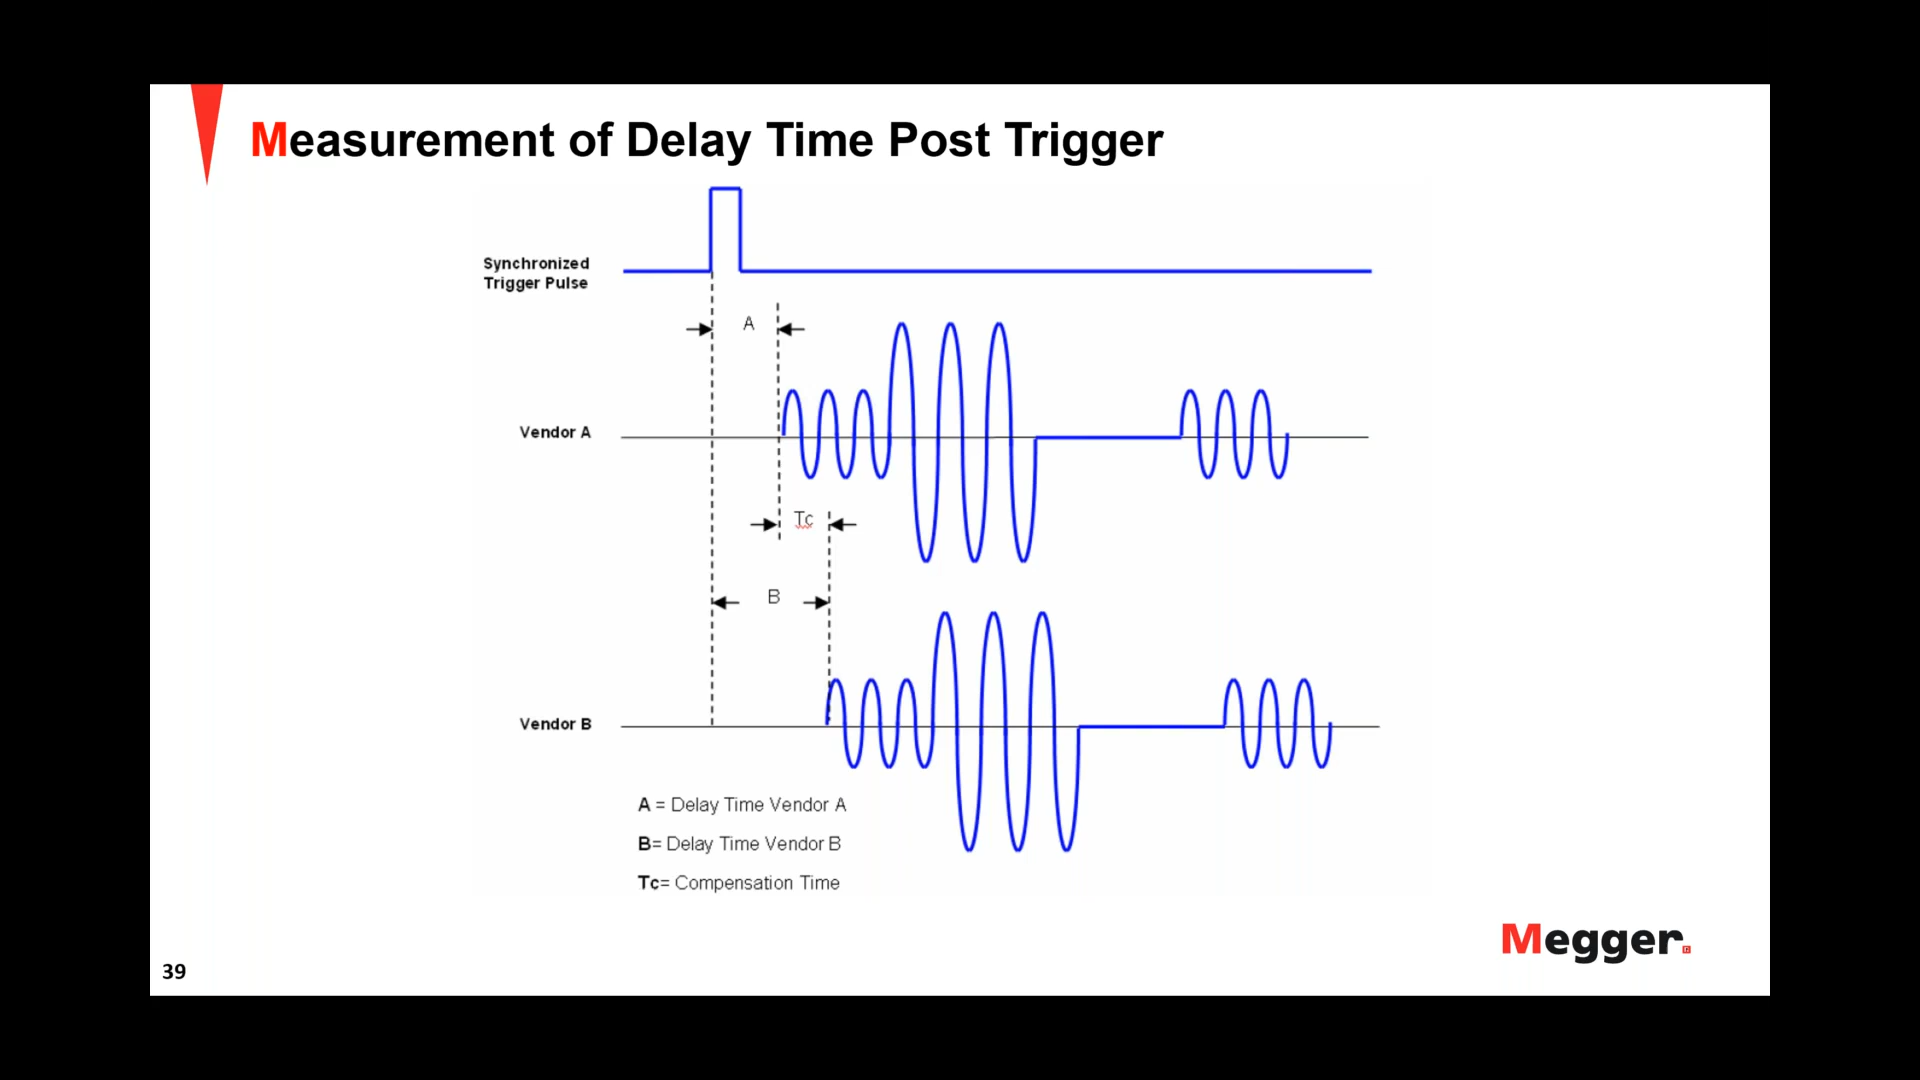 Measurement of Delay Time Post Trigger
Synchronized
Trigger Pulse
A
Vendor A
Tc
B
Vendor B
A = Delay Time Vendor A
B= Delay Time Vendor B
Tc= Compensation Time
Megger.
39